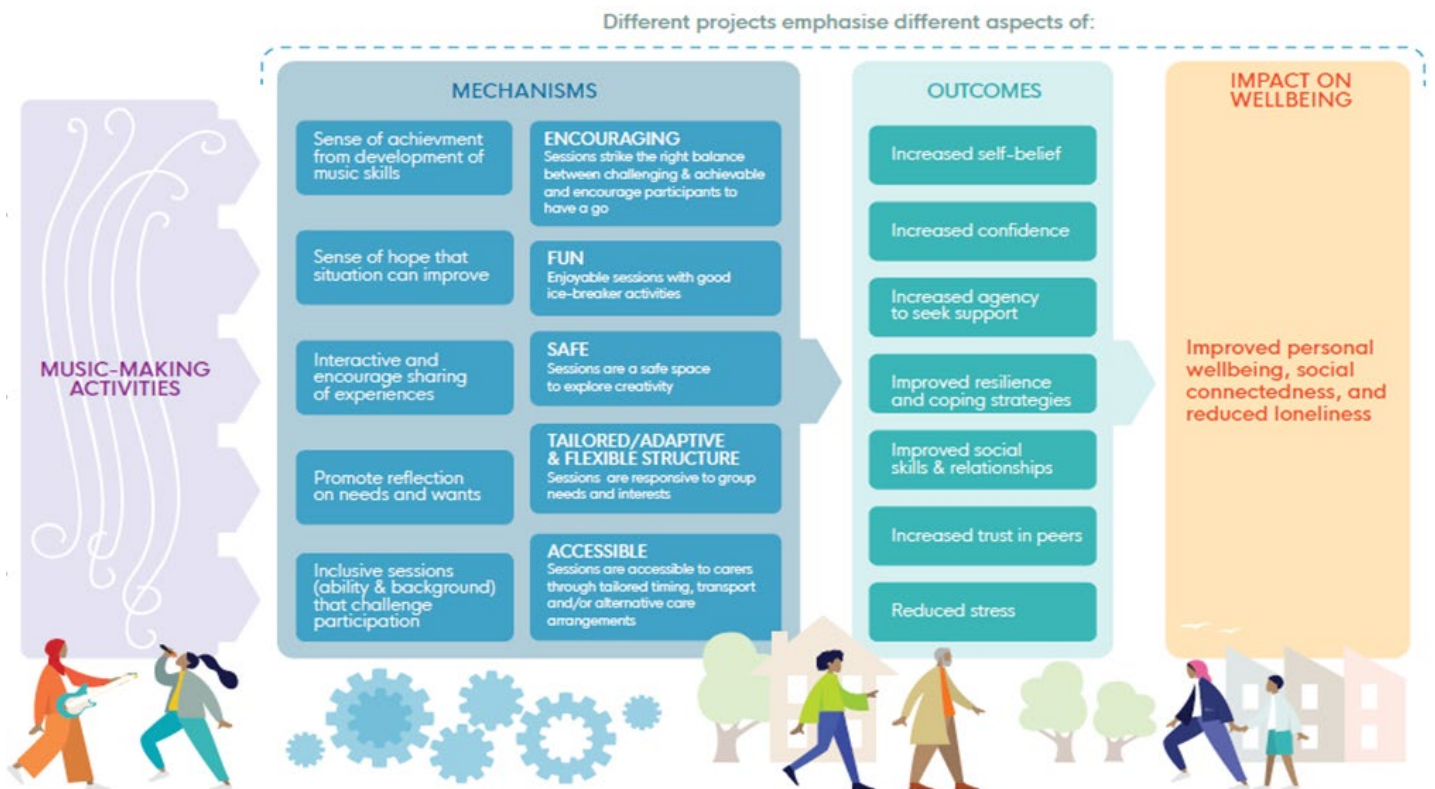 Different projects emphasise different aspects of:
MUSIC-MAKING
ACTIVITIES
MECHANISMS
Sense of achievment
from development of
music skills
Sense of hope that
situation can improve
Interactive and
encourage sharing
of experiences
Promote reflection
on needs and wants
Inclusive sessions
(ability & background)
that challenge
participation
ENCOURAGING
Sessions strike the right balance
between challenging & achievable
and encourage participants to
have a go
FUN
Enjoyable sessions with good
ice-breaker activities
SAFE
Sessions are a safe space
to explore creativity
TAILORED/ADAPTIVE
& FLEXIBLE STRUCTURE
Sessions are responsive to group
needs and interests
ACCESSIBLE
Sessions are accessible to carers
through tailored timing, transport
and/or alternative care
arrangements
OUTCOMES
Increased self-belief
Increased confidence
Increased agency
to seek support
Improved resilience
and coping strategies
Improved social
skills & relationships
Increased trust in peers
Reduced stress
IMPACT ON
WELLBEING
Improved personal
wellbeing, social
connectedness, and
reduced loneliness